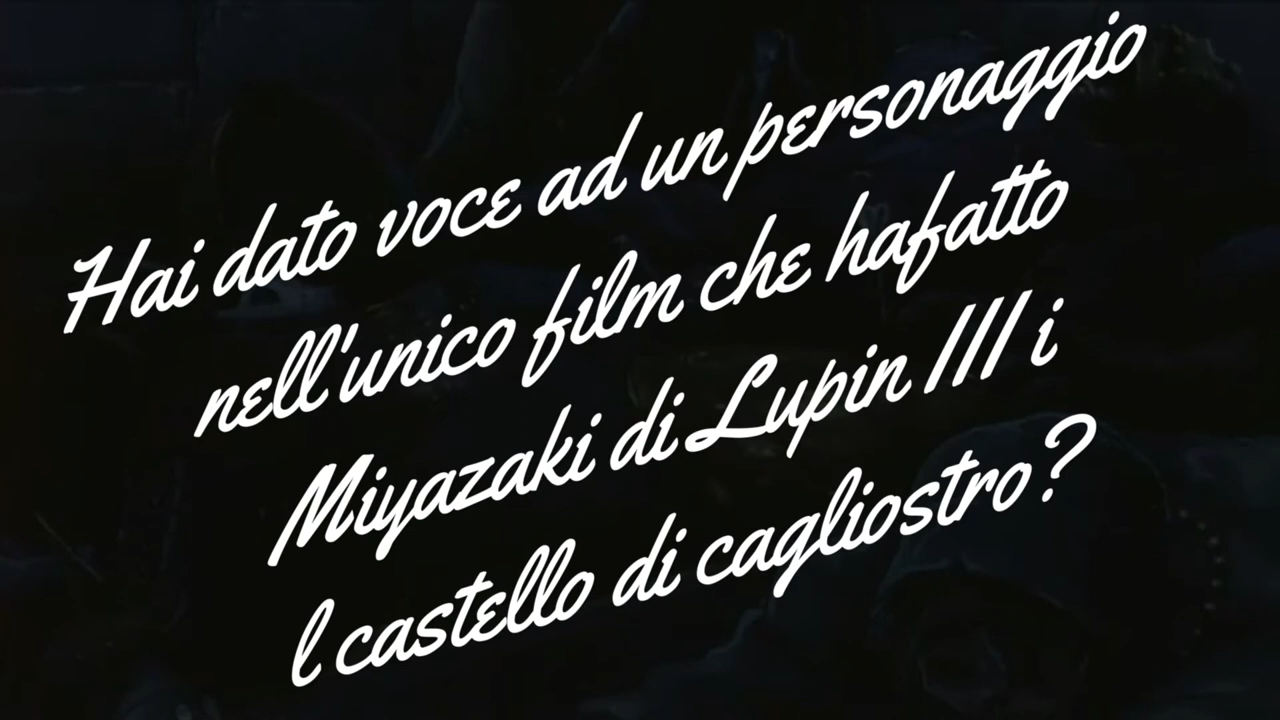 Hai dato voce ad un personaggio
nell'unico film che hafatto
Miyazaki di Lupin III i
l castello di cagliostro?